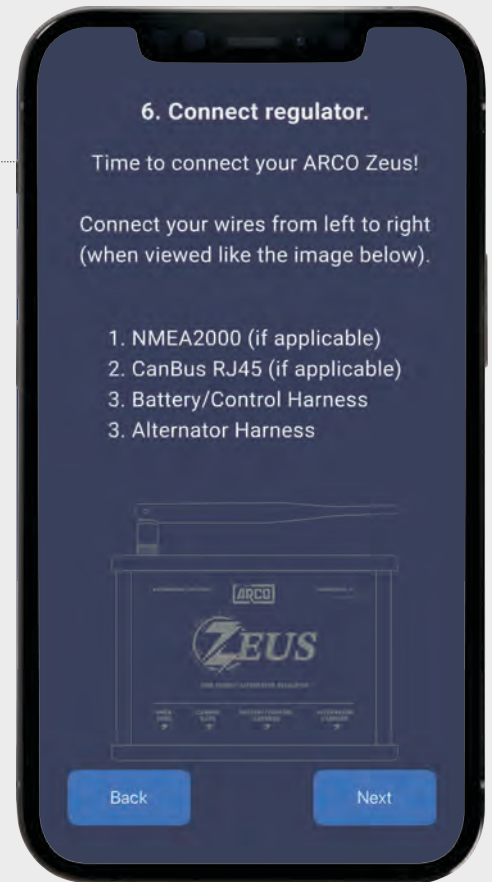 6. Connect regulator.
Time to connect your ARCO Zeus!
Connect your wires from left to right
(when viewed like the image below).
1. NMEA2000 (if applicable)
2. CanBus RJ45 (if applicable)
3. Battery/Control Harness
3. Alternator Harness
ARCO
ZEUS
Back
Next